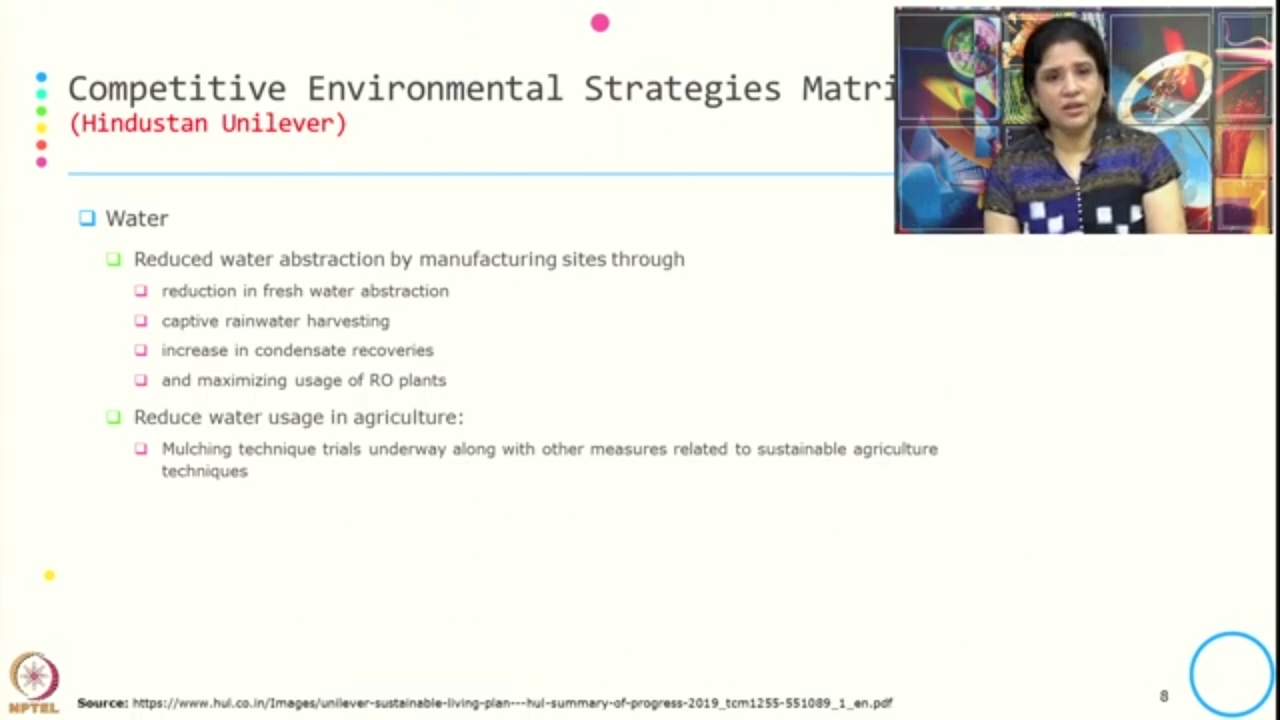 Competitive Environmental Strategies Matri
(Hindustan Unilever)
Water
Reduced water abstraction by manufacturing sites through
reduction in fresh water abstraction
captive rainwater harvesting
increase in condensate recoveries
and maximizing usage of RO plants
Reduce water usage in agriculture:
Mulching technique trials underway along with other measures related to sustainable agriculture
techniques
NPTEL
Source: https://www.hul.co.in/Images/unilever-sustainable-living-plan---hul-summary-of-progress-2019_tcm1255-551089_1_en.pdf
8